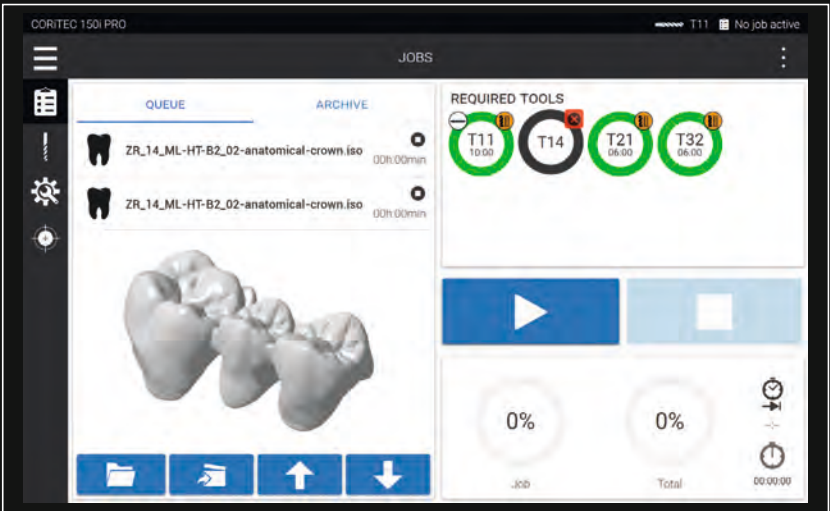 CORiTEC 150i PRO
T11 No job active
JOBS
QUEUE ARCHIVE
ZR_14_ML-HT-B2_02-anatomical-crown.iso
00h:00min
ZR_14_ML-HT-B2_02-anatomical-crown.iso
00h:00min
REQUIRED TOOLS
T11
10:00
T14
T21
06:00
T32
06:00
0% 0%
Job Total
-:-
00:00:00